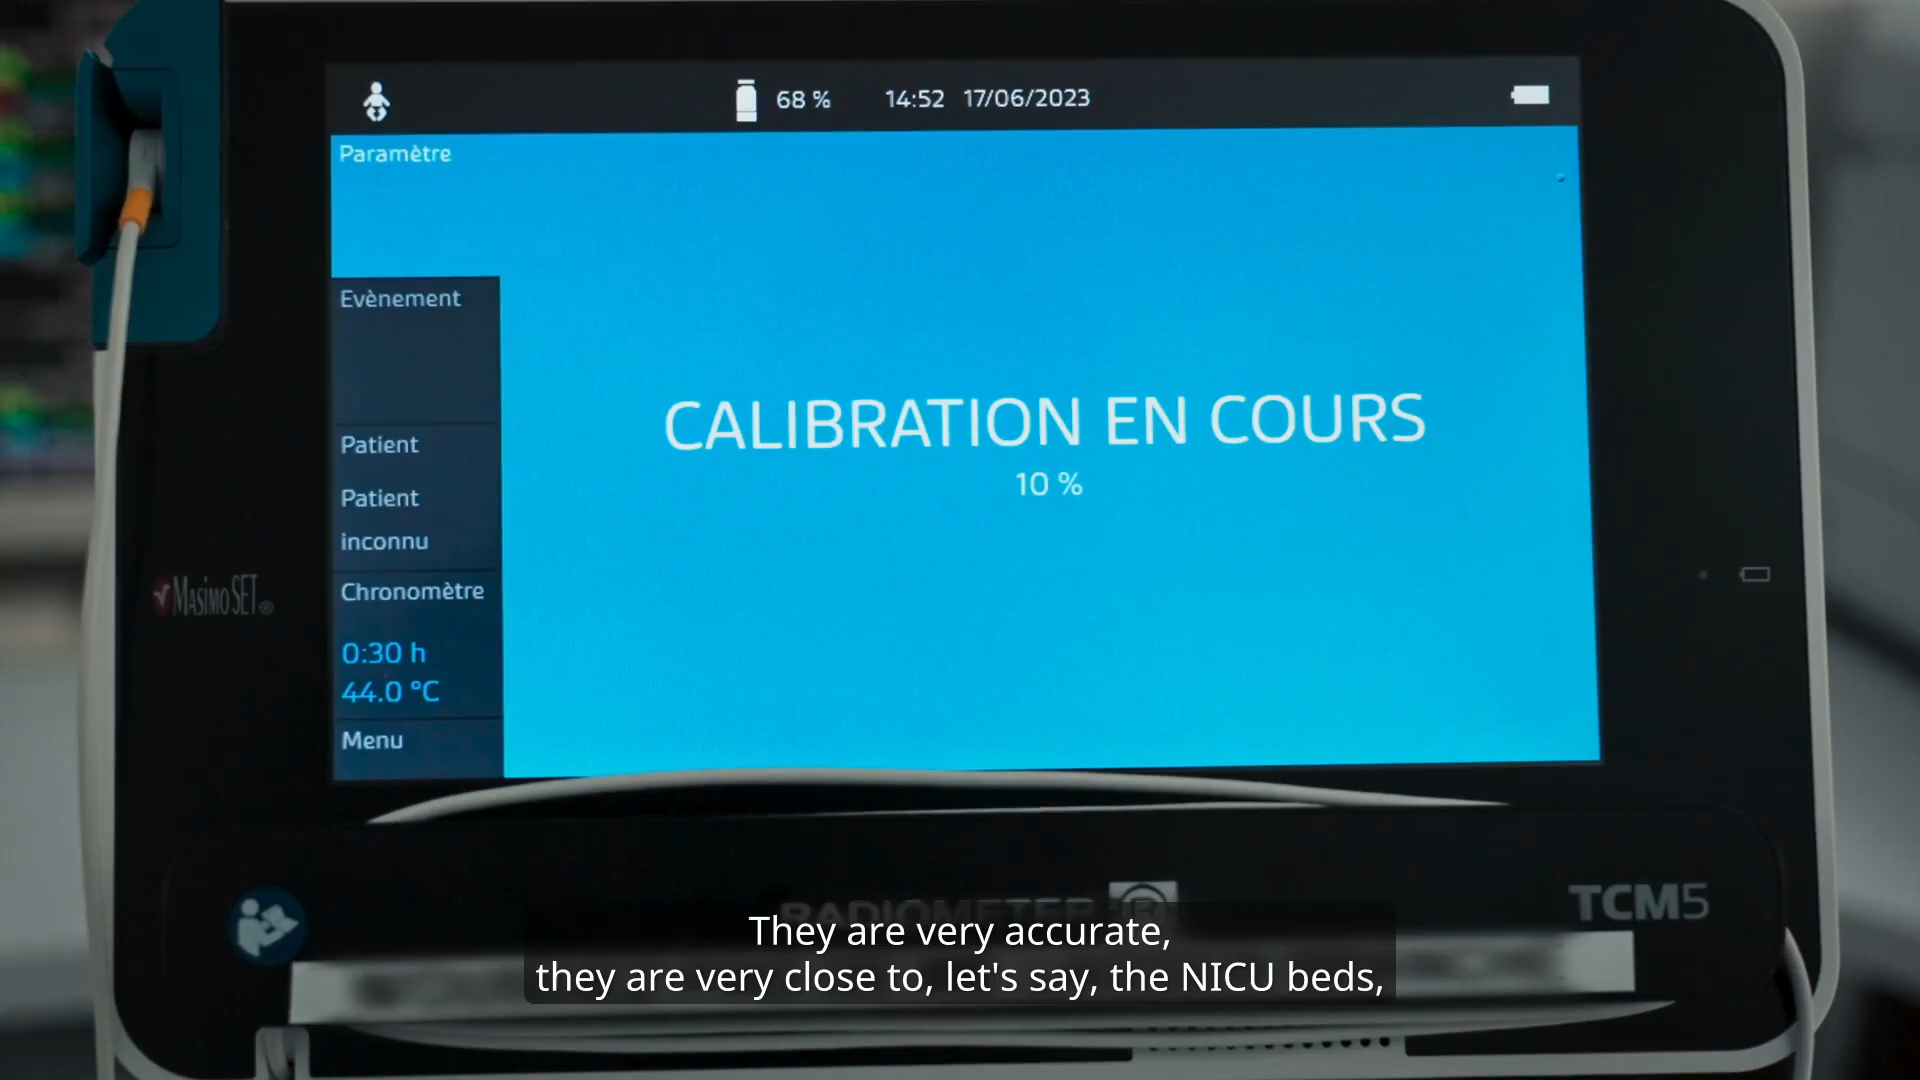 68 % 14:52 17/06/2023
Paramètre
Evènement
CALIBRATION EN COURS
10 %
Patient
Patient
inconnu
Chronomètre
0:30 h
44.0 °C
Menu
MasimoSET®
TCM5
RADIOMETER
They are very accurate,
they are very close to, let's say, the NICU beds,